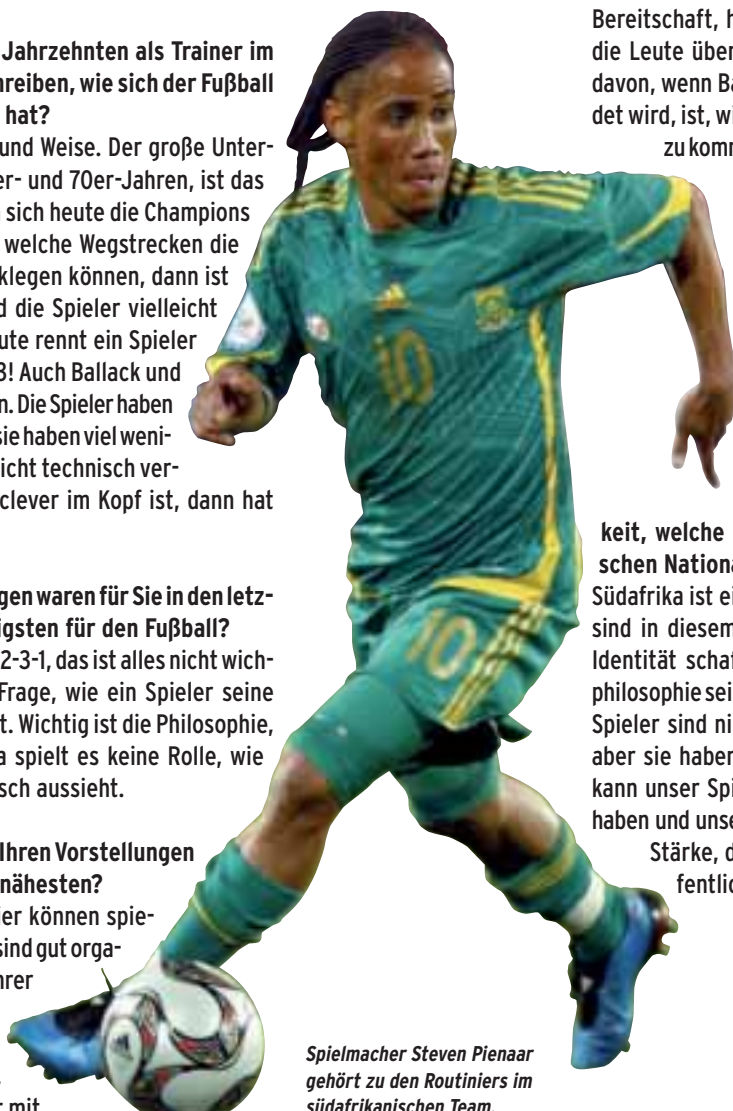 Jahrzehnten als Trainer im
hreiben, wie sich der Fußball
hat?
und Weise. Der große Unter-
er- und 70er-Jahren, ist das
sich heute die Champions
welche Wegstrecken die
klegen können, dann ist
d die Spieler vielleicht
ute rennt ein Spieler
3! Auch Ballack und
n. Die Spieler haben
sie haben viel weni-
icht technisch ver-
clever im Kopf ist, dann hat
gen waren für Sie in den letz-
igsten für den Fußball?
2-3-1, das ist alles nicht wich-
Frage, wie ein Spieler seine
t. Wichtig ist die Philosophie,
a spielt es keine Rolle, wie
sch aussieht.
Ihren Vorstellungen
nähesten?
ier können spie-
sind gut orga-
hrer
r mit
Bereitschaft, h
die Leute über
davon, wenn Ba
det wird, ist, wi
zu komm
keit, welche
schen Nationa
Südafrika ist ei
sind in diesem
Identität schaf
philosophie sei
Spieler sind ni
aber sie haben
kann unser Spi
haben und unse
Stärke, d
fentlic
10
10
Spielmacher Steven Pienaar
gehört zu den Routiniers im
südafrikanischen Team.